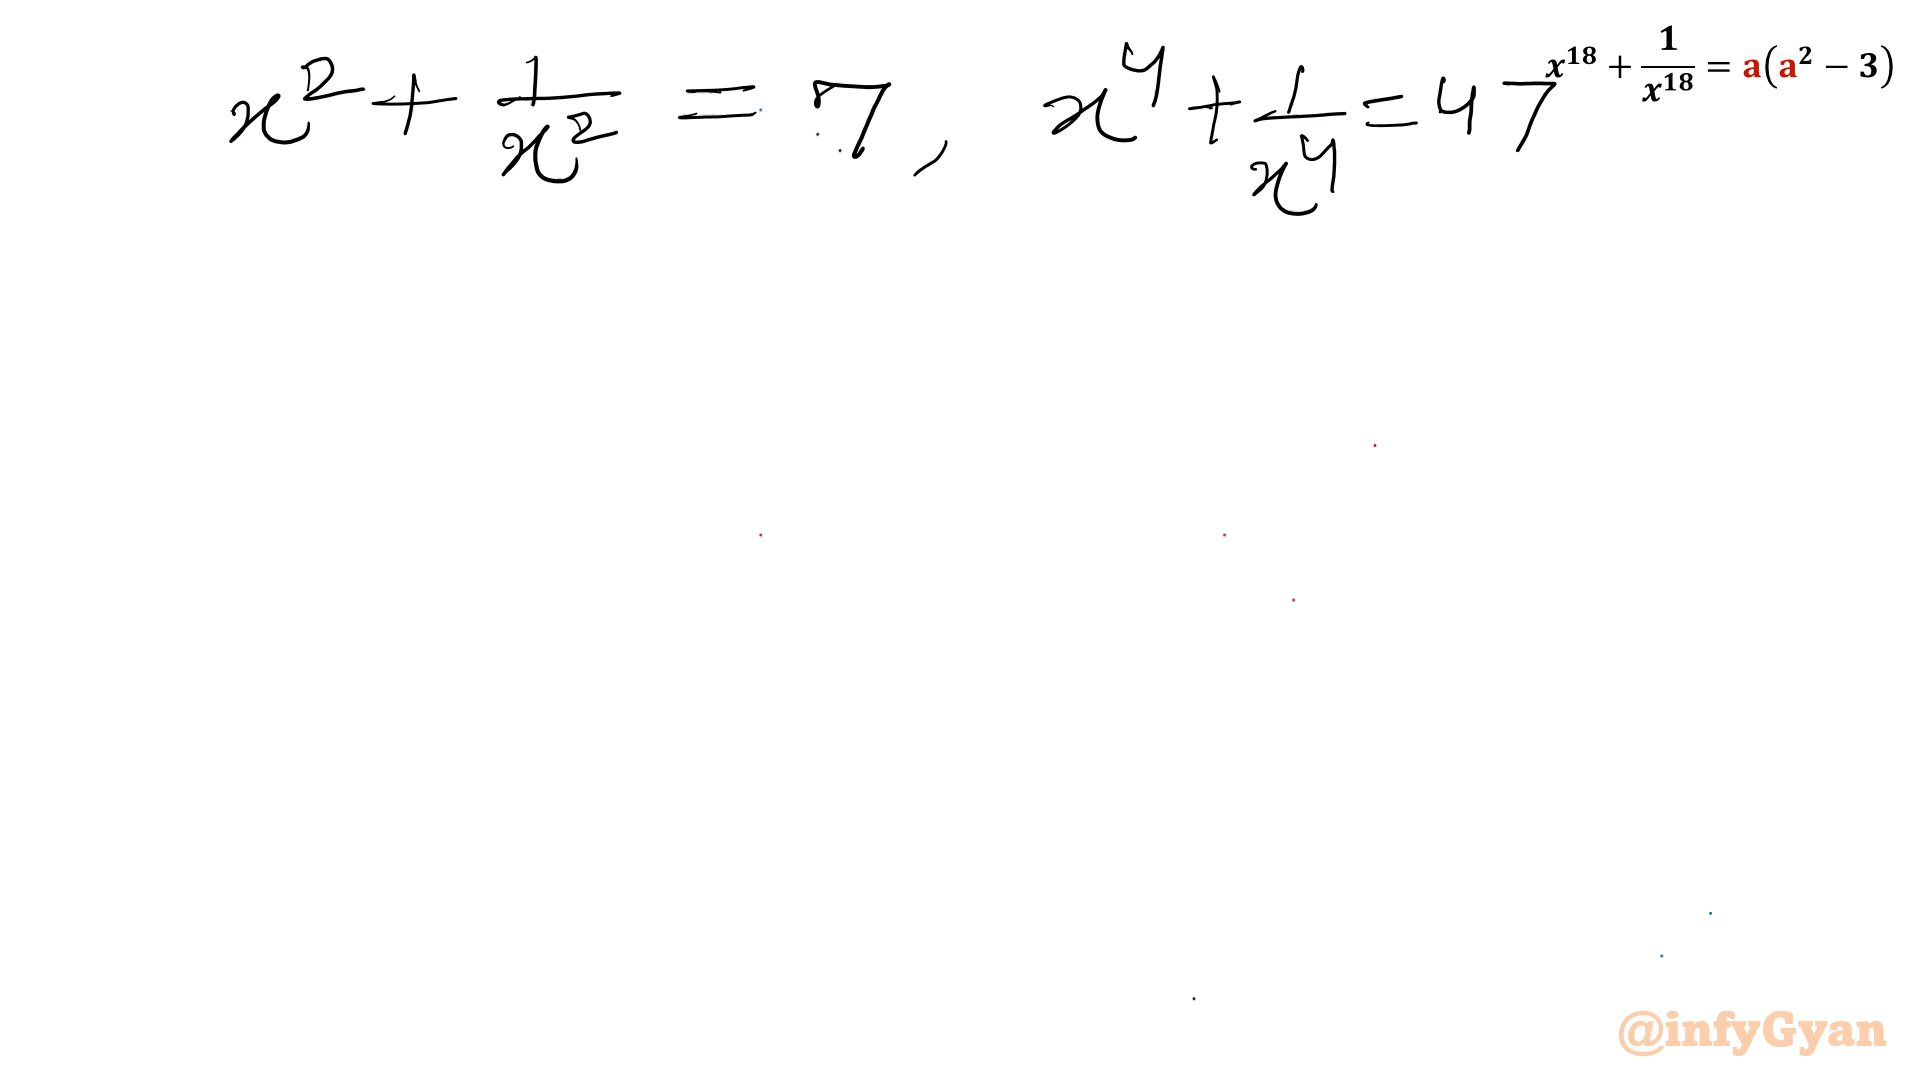 x² + 1/x² = 7, x⁴ + 1/x⁴ = 47
x¹⁸ + 1/x¹⁸ = a(a² − 3)
@infyGyan